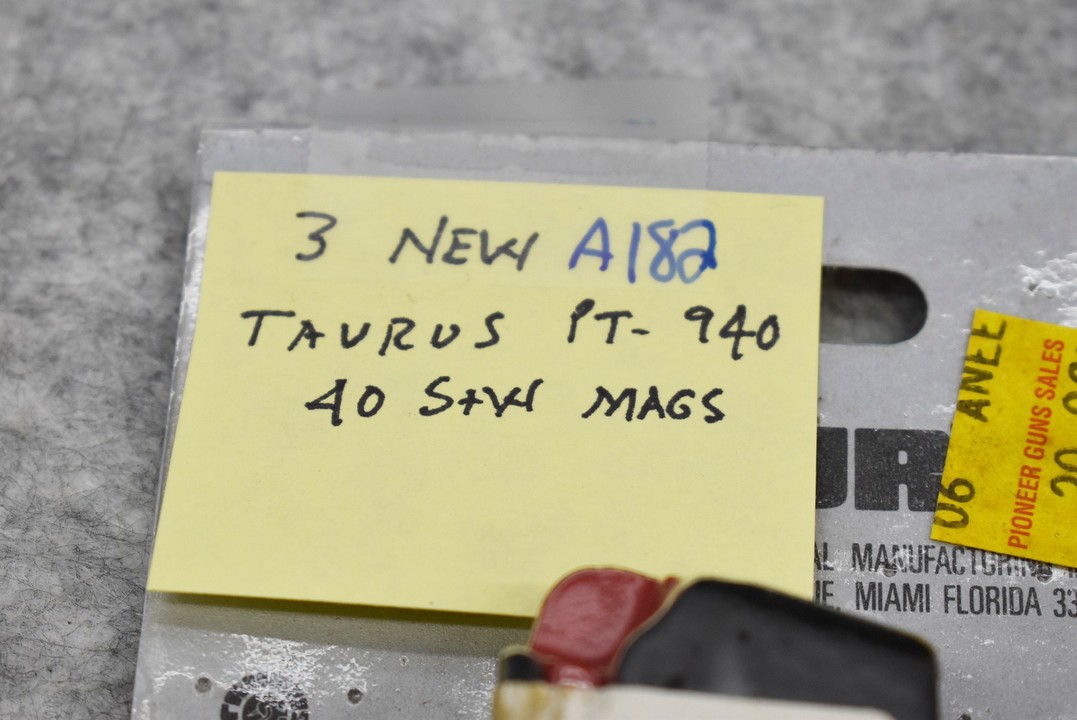 3 NEW A182
TAURUS PT-940
40 S+W MAGS
06 ANEE
PIONEER GUNS SALES
UR
AL MANUFACTURING
E, MIAMI FLORIDA 33